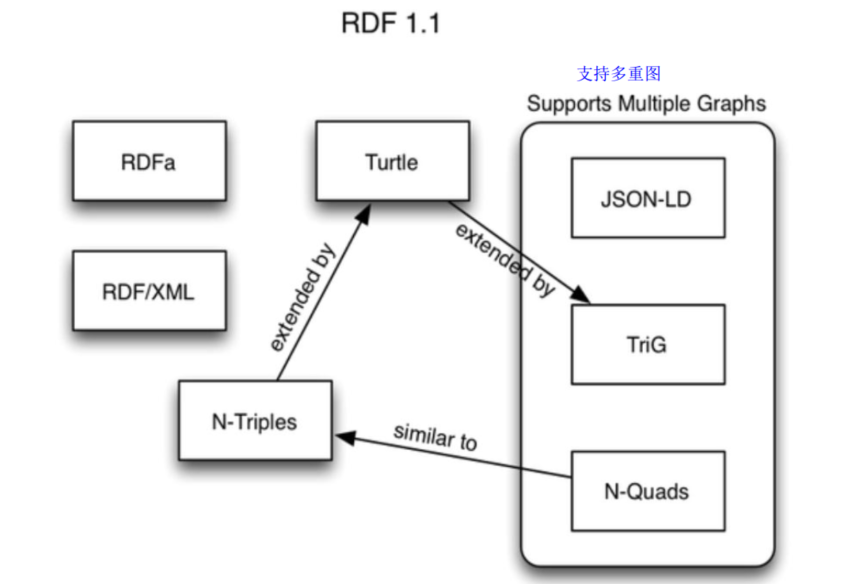 RDF 1.1
支持多重图
Supports Multiple Graphs
RDFa
Turtle
JSON-LD
extended by
extended by
RDF/XML
TriG
N-Triples
similar to
N-Quads